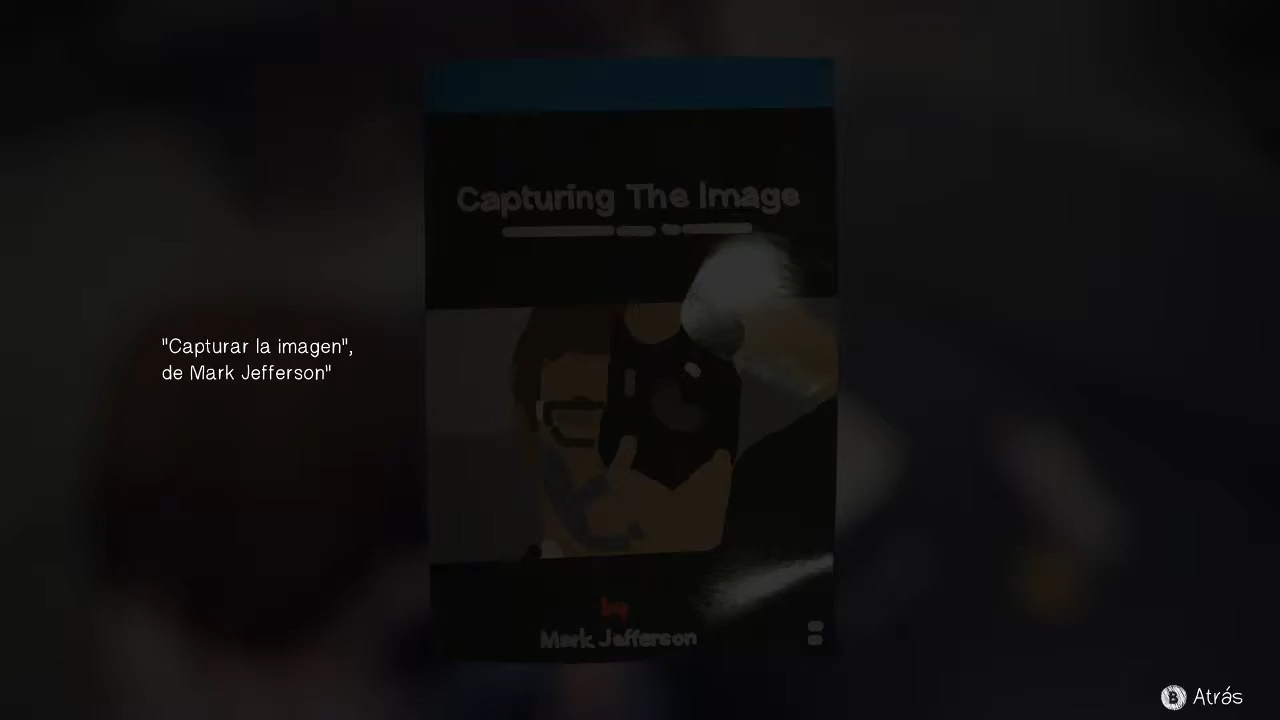 Capturing The Image
"Capturar la imagen",
de Mark Jefferson"
by
Mark Jefferson
B Atrás